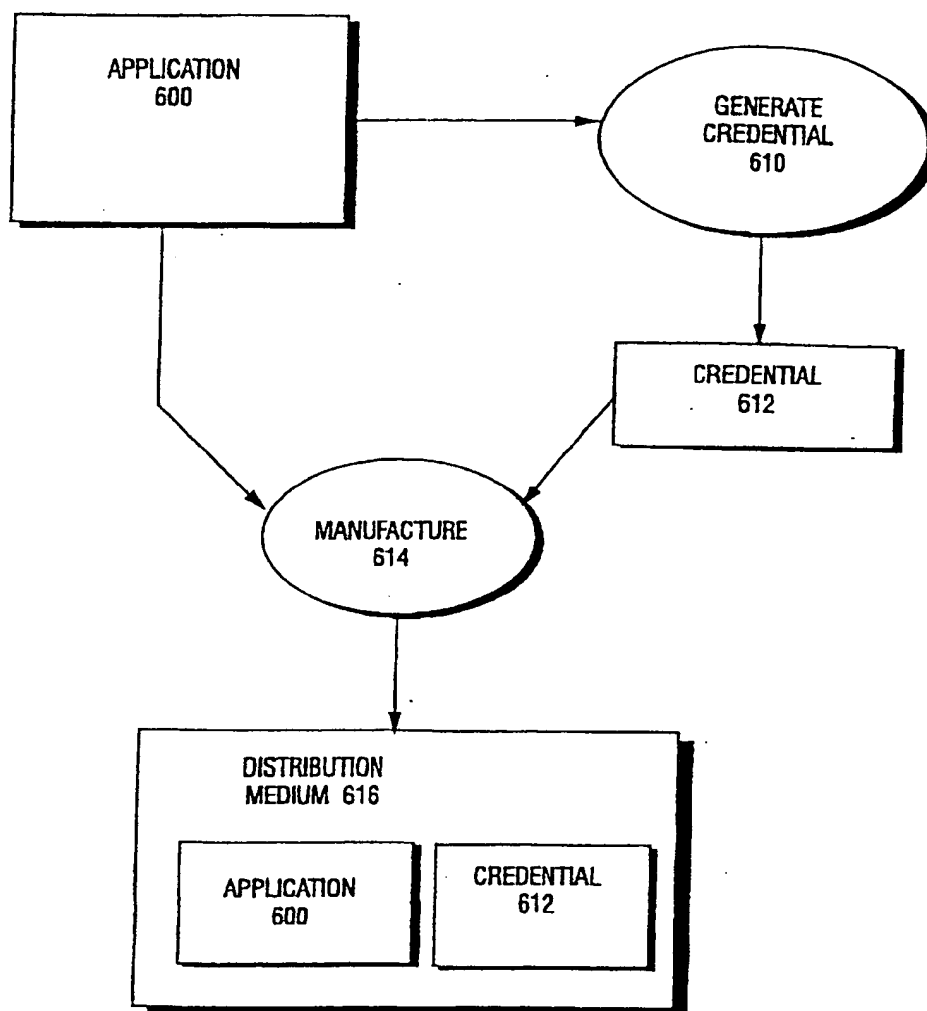 APPLICATION
600
GENERATE
CREDENTIAL
610
CREDENTIAL
612
MANUFACTURE
614
DISTRIBUTION
MEDIUM 616
APPLICATION
600
CREDENTIAL
612